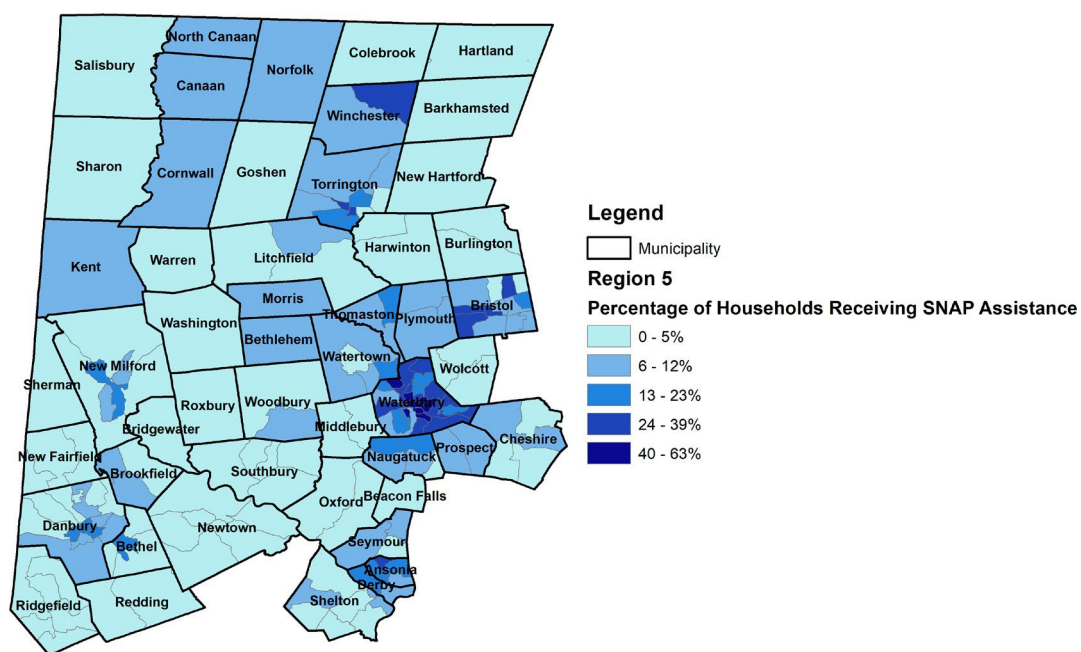 North Canaan
Colebrook
Hartland
Salisbury
Norfolk
Canaan
Barkhamsted
Winchester
Sharon
Cornwall
Goshen
Torrington
New Hartford
Legend
Municipality
Harwinton
Burlington
Litchfield
Warren
Kent
Region 5
Morris
Bristol
Percentage of Households Receiving SNAP Assistance
Thomaston
Plymouth
Washington
0 - 5%
Bethlehem
Watertown
6 - 12%
New Milford
Wolcott
Sherman
13 - 23%
Roxbury
Woodbury
Waterbury
24 - 39%
Bridgewater
Middlebury
Cheshire
Prospect
40 - 63%
New Fairfield
Naugatuck
Brookfield
Southbury
Beacon Falls
Oxford
Danbury
Newtown
Bethel
Seymour
Ansonia
Derby
Shelton
Redding
Ridgefield